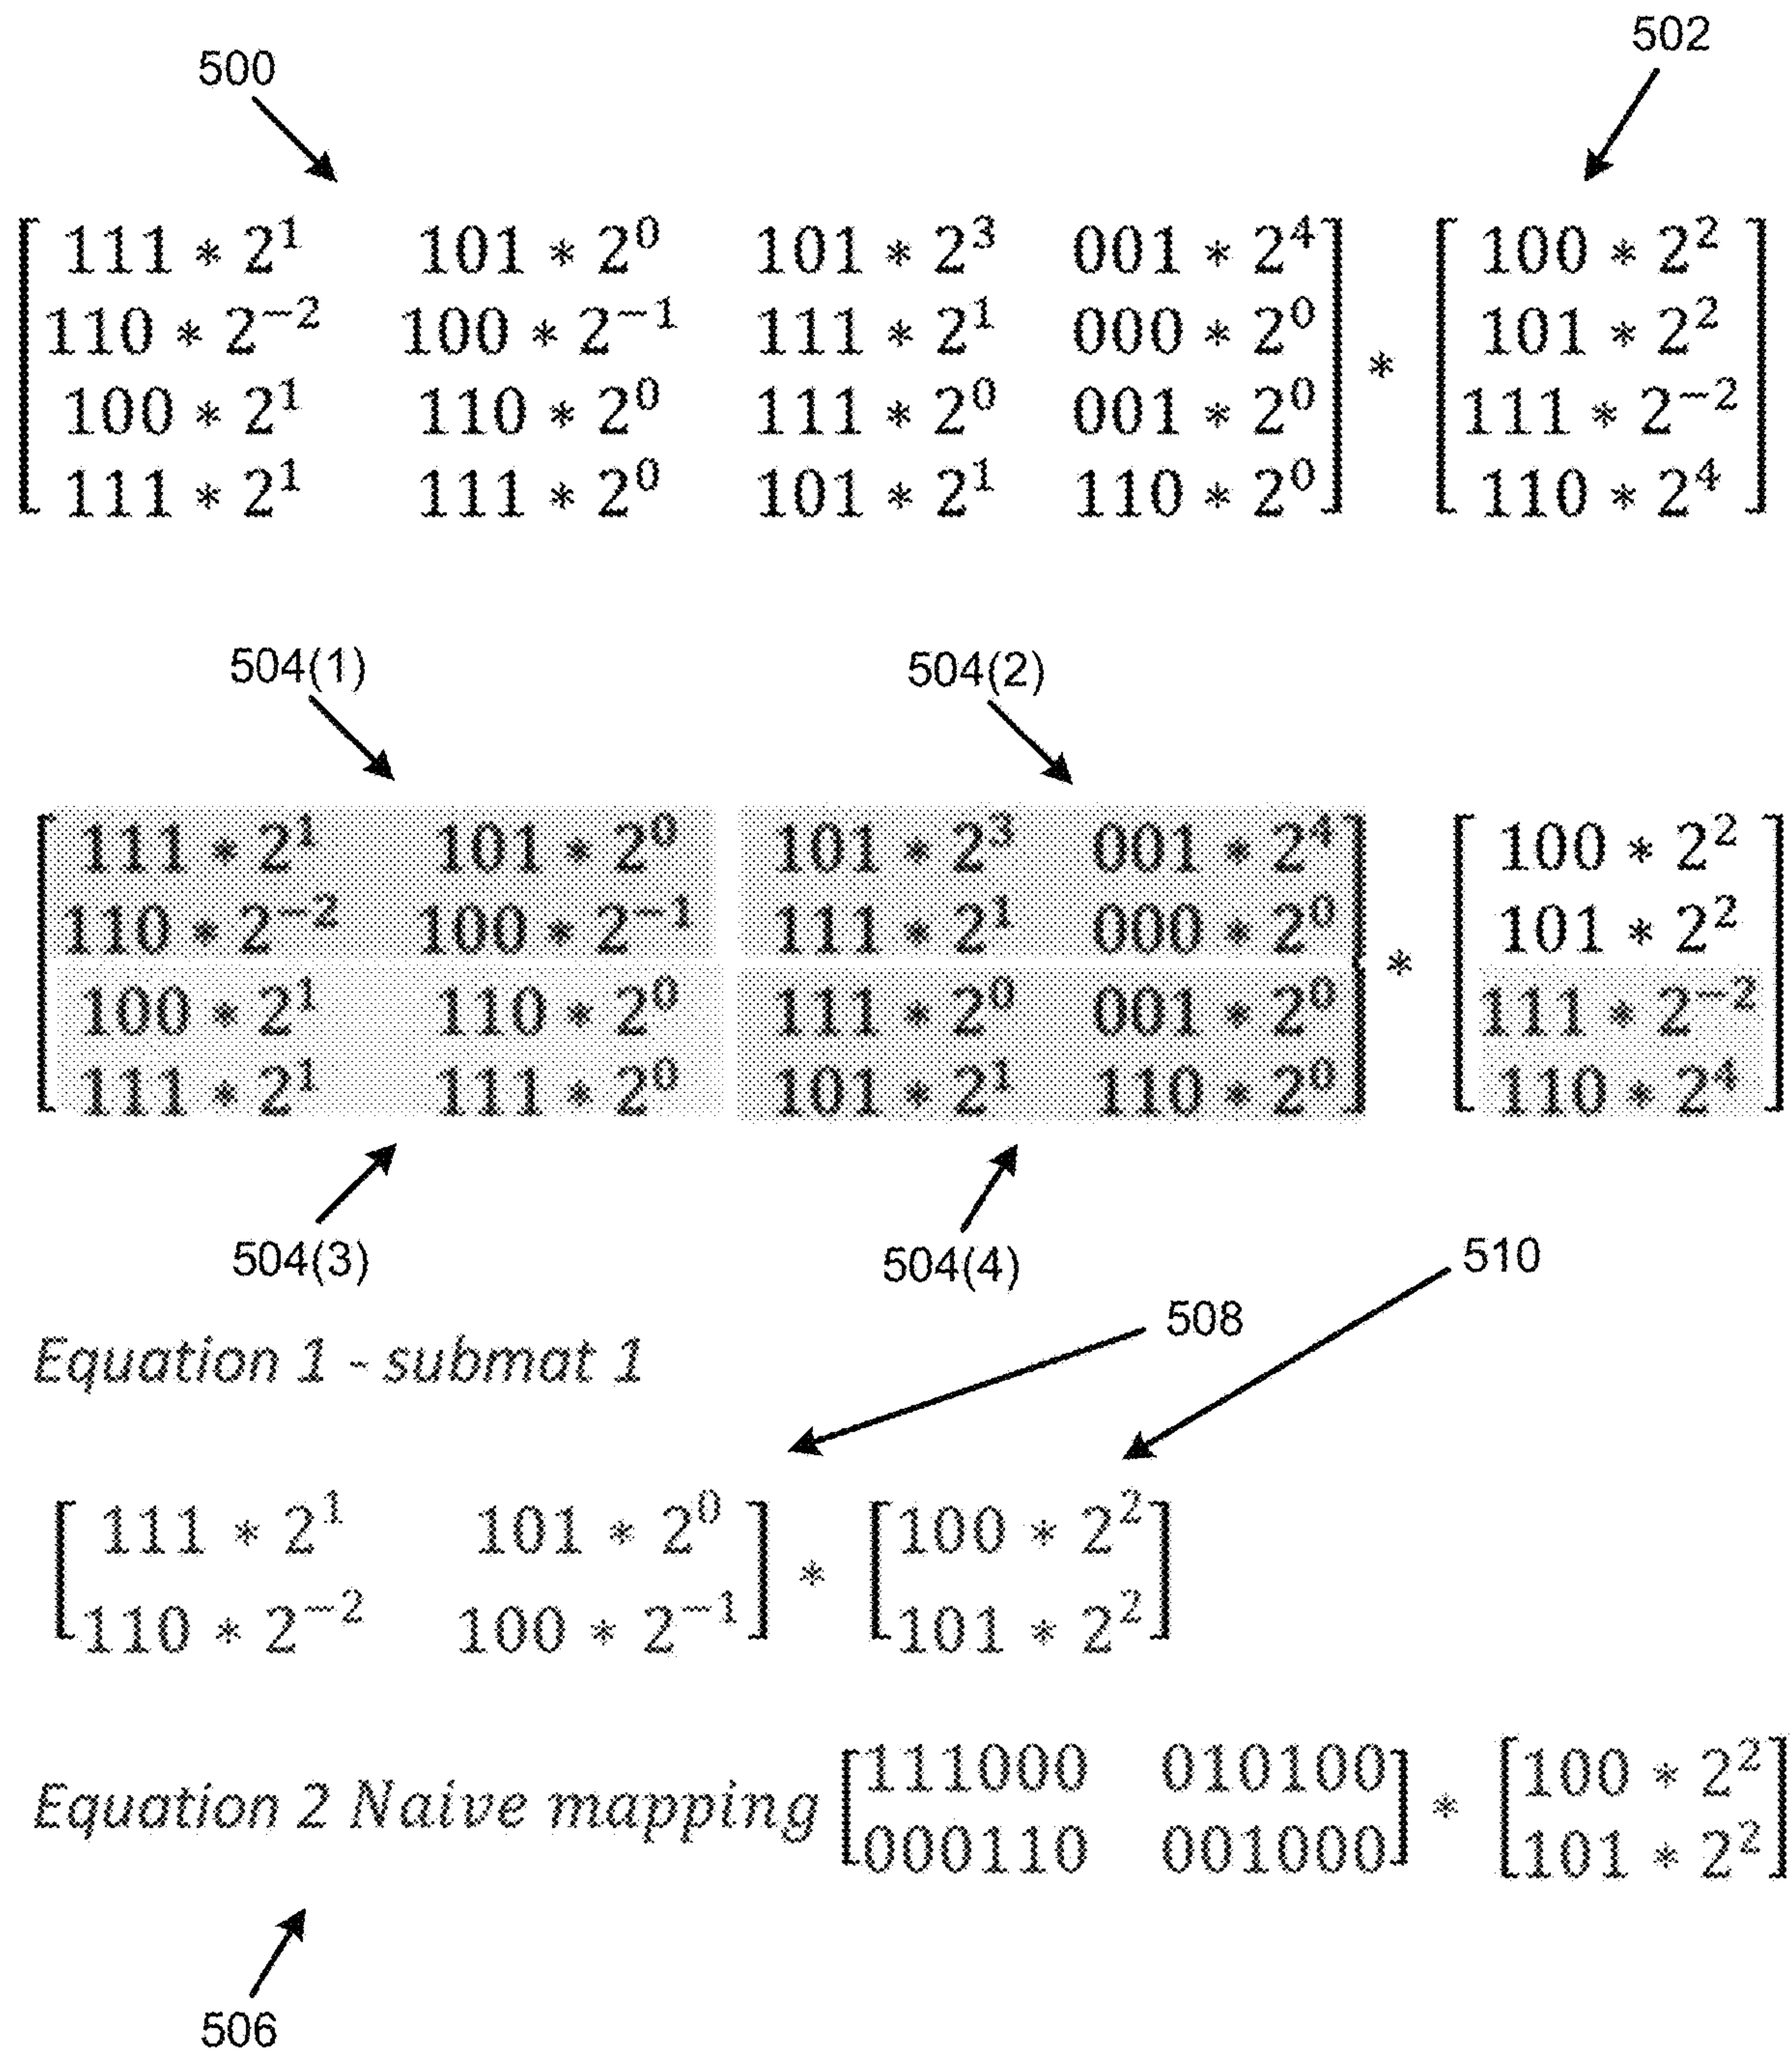 500 502
111 * 2^1 101 * 2^0 101 * 2^3 001 * 2^4 100 * 2^2
110 * 2^−2 100 * 2^−1 111 * 2^1 000 * 2^0 101 * 2^2
*
100 * 2^1 110 * 2^0 111 * 2^0 001 * 2^0 111 * 2^−2
111 * 2^1 111 * 2^0 101 * 2^1 110 * 2^0 110 * 2^4
504(1) 504(2)
111 * 2^1 101 * 2^0 101 * 2^3 001 * 2^4 100 * 2^2
110 * 2^−2 100 * 2^−1 111 * 2^1 000 * 2^0 101 * 2^2
*
100 * 2^1 110 * 2^0 111 * 2^0 001 * 2^0 111 * 2^−2
111 * 2^1 111 * 2^0 101 * 2^1 110 * 2^0 110 * 2^4
504(3) 504(4) 510
508
Equation 1 - submat 1
111 * 2^1 101 * 2^0 100 * 2^2
*
110 * 2^−2 100 * 2^−1 101 * 2^2
111000 010100 100 * 2^2
Equation 2 Naive mapping *
000110 001000 101 * 2^2
506